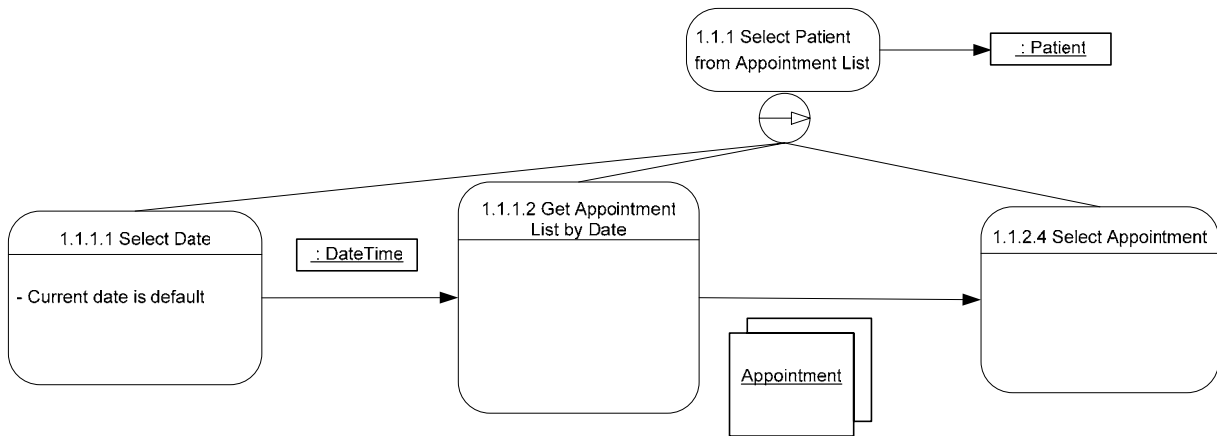 1.1.1 Select Patient
from Appointment List
: Patient
1.1.1.1 Select Date
- Current date is default
: DateTime
1.1.1.2 Get Appointment
List by Date
Appointment
1.1.2.4 Select Appointment